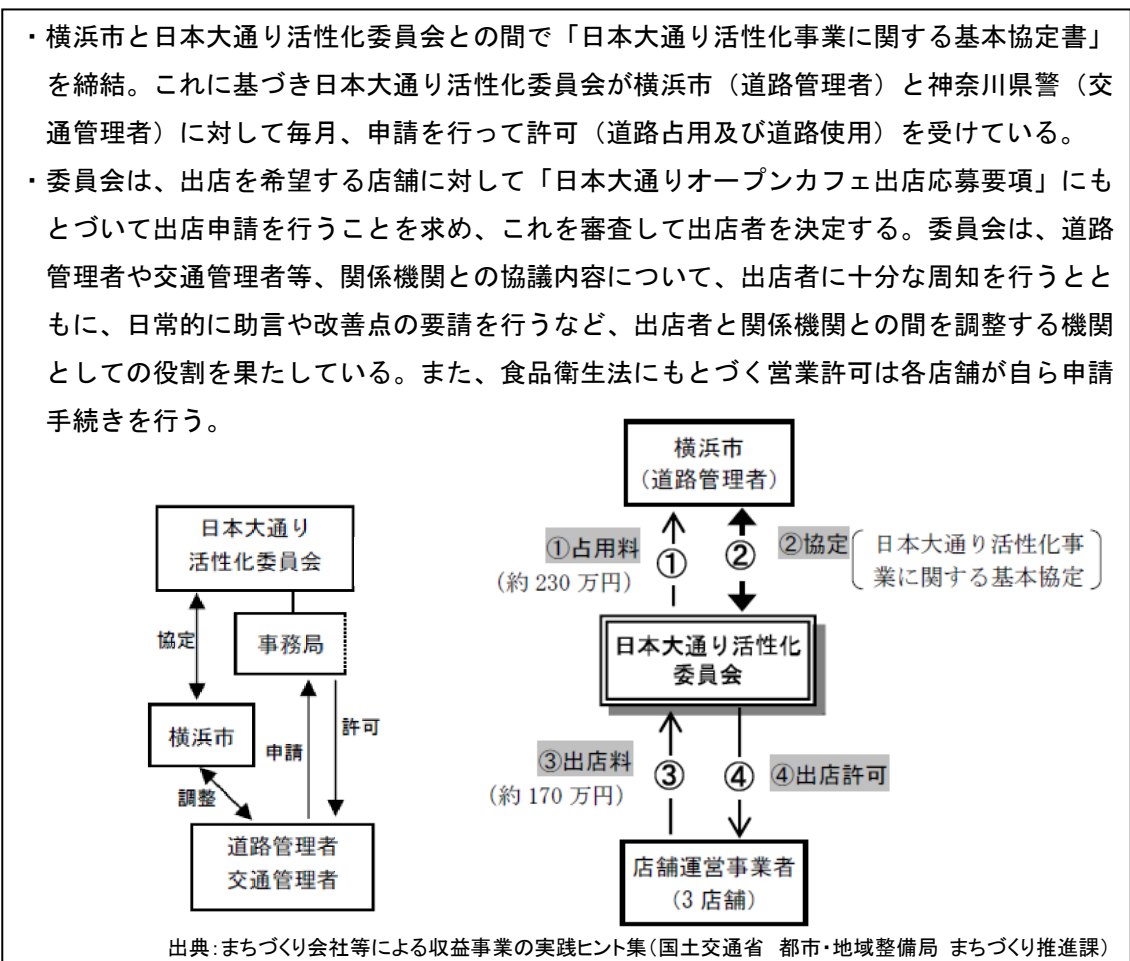 ・横浜市と日本大通り活性化委員会との間で「日本大通り活性化事業に関する基本協定書」
を締結。これに基づき日本大通り活性化委員会が横浜市（道路管理者）と神奈川県警（交
通管理者）に対して毎月、申請を行って許可（道路占用及び道路使用）を受けている。
・委員会は、出店を希望する店舗に対して「日本大通りオープンカフェ出店応募要項」にも
とづいて出店申請を行うことを求め、これを審査して出店者を決定する。委員会は、道路
管理者や交通管理者等、関係機関との協議内容について、出店者に十分な周知を行うとと
もに、日常的に助言や改善点の要請を行うなど、出店者と関係機関との間を調整する機関
としての役割を果たしている。また、食品衛生法にもとづく営業許可は各店舗が自ら申請
手続きを行う。
日本大通り
活性化委員会
協定
事務局
横浜市
申請
許可
調整
道路管理者
交通管理者
横浜市
（道路管理者）
①占用料
（約 230 万円）
①
②
②協定
日本大通り活性化事
業に関する基本協定
日本大通り活性化
委員会
③出店料
（約 170 万円）
③
④
④出店許可
店舗運営事業者
（3 店舗）
出典：まちづくり会社等による収益事業の実践ヒント集（国土交通省　都市・地域整備局 まちづくり推進課）